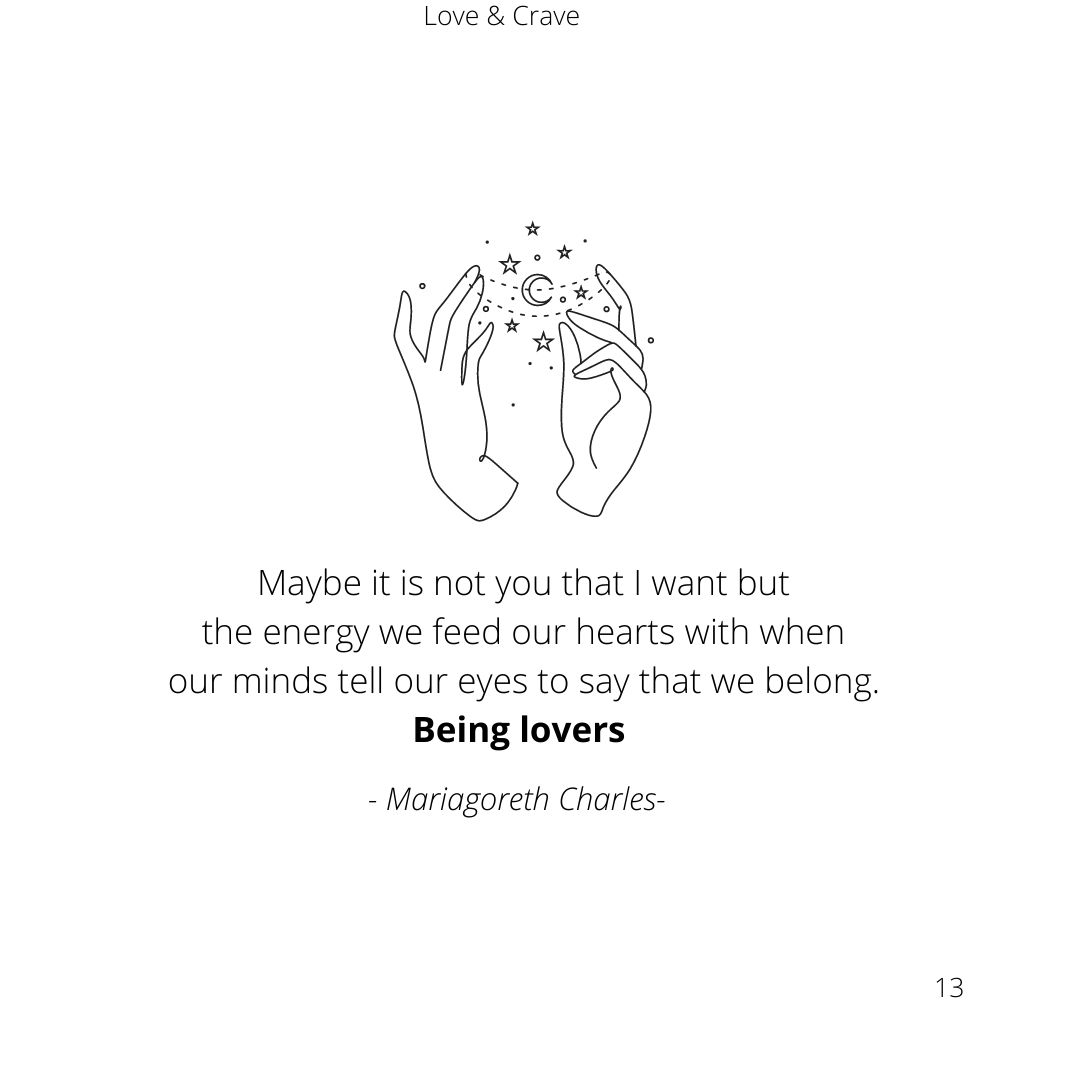 Love & Crave
Maybe it is not you that I want but
the energy we feed our hearts with when
our minds tell our eyes to say that we belong.
Being lovers
- Mariagoreth Charles-
13